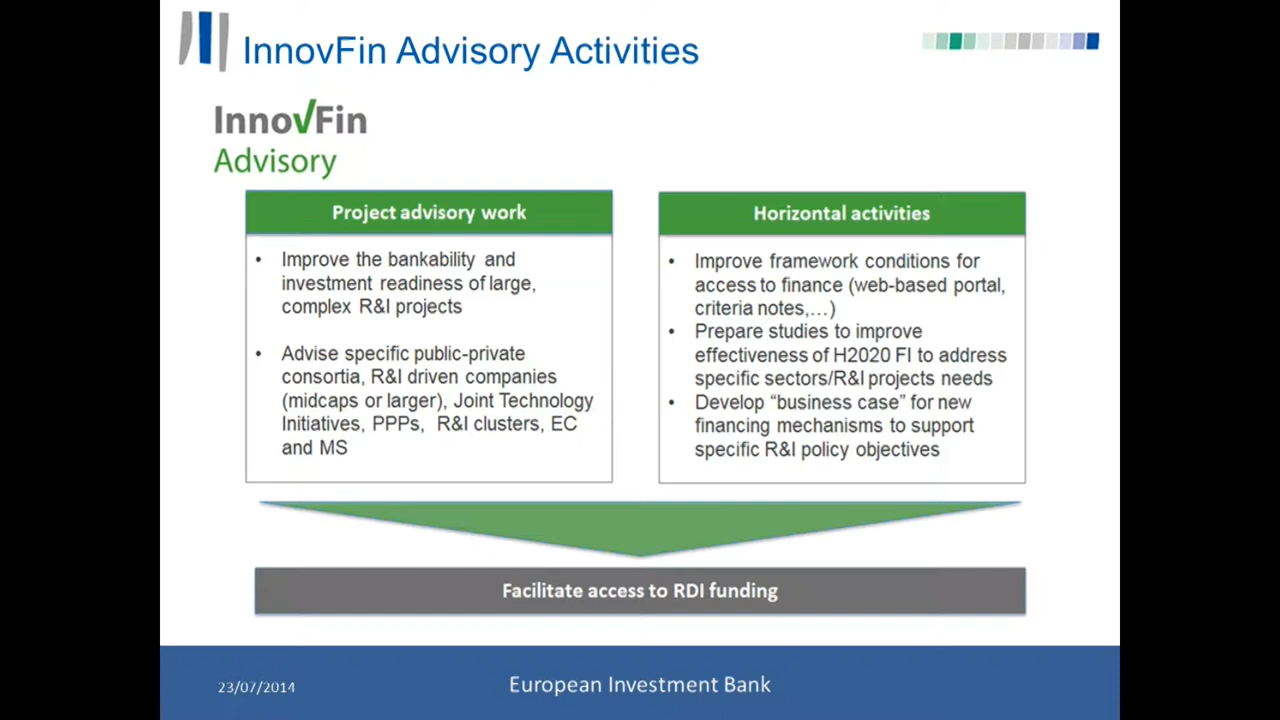 InnovFin Advisory Activities
Inno√Fin
Advisory
Project advisory work
• Improve the bankability and
investment readiness of large,
complex R&I projects
• Advise specific public-private
consortia, R&I driven companies
(midcaps or larger), Joint Technology
Initiatives, PPPs, R&I clusters, EC
and MS
Horizontal activities
• Improve framework conditions for
access to finance (web-based portal,
criteria notes,…)
• Prepare studies to improve
effectiveness of H2020 FI to address
specific sectors/R&I projects needs
• Develop “business case” for new
financing mechanisms to support
specific R&I policy objectives
Facilitate access to RDI funding
23/07/2014
European Investment Bank